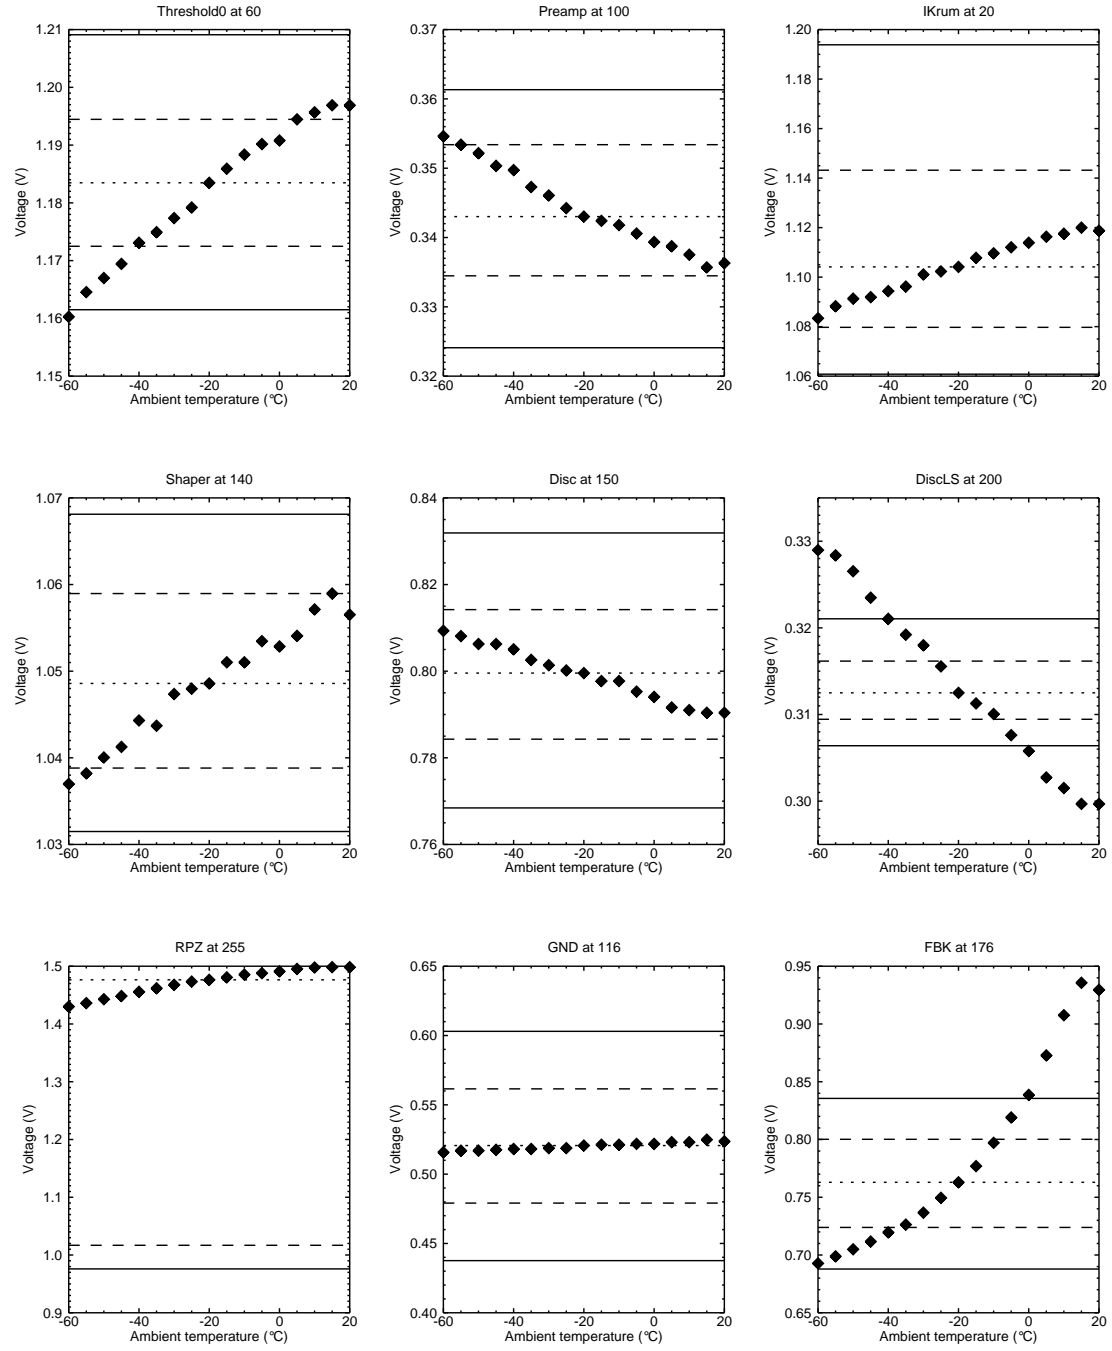 Threshold0 at 60
1.21
1.20
1.19
1.18
1.17
1.16
1.15
Voltage (V)
-60 -40 -20 0 20
Ambient temperature (°C)
Preamp at 100
0.37
0.36
0.35
0.34
0.33
0.32
Voltage (V)
-60 -40 -20 0 20
Ambient temperature (°C)
IKrum at 20
1.20
1.18
1.16
1.14
1.12
1.10
1.08
1.06
Voltage (V)
-60 -40 -20 0 20
Ambient temperature (°C)
Shaper at 140
1.07
1.06
1.05
1.04
1.03
Voltage (V)
-60 -40 -20 0 20
Ambient temperature (°C)
Disc at 150
0.84
0.82
0.80
0.78
0.76
Voltage (V)
-60 -40 -20 0 20
Ambient temperature (°C)
DiscLS at 200
0.33
0.32
0.31
0.30
Voltage (V)
-60 -40 -20 0 20
Ambient temperature (°C)
RPZ at 255
1.5
1.4
1.3
1.2
1.1
1.0
0.9
Voltage (V)
-60 -40 -20 0 20
Ambient temperature (°C)
GND at 116
0.65
0.60
0.55
0.50
0.45
0.40
Voltage (V)
-60 -40 -20 0 20
Ambient temperature (°C)
FBK at 176
0.95
0.90
0.85
0.80
0.75
0.70
0.65
Voltage (V)
-60 -40 -20 0 20
Ambient temperature (°C)